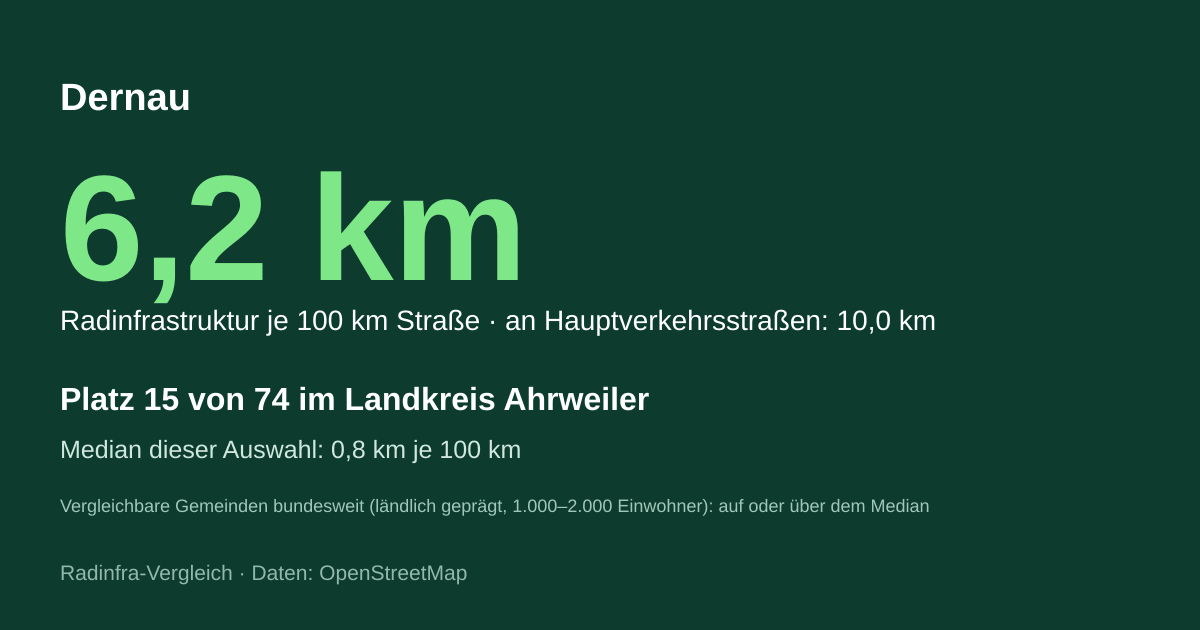 Dernau
6,2 km
Radinfrastruktur je 100 km Straße · an Hauptverkehrsstraßen: 10,0 km
Platz 15 von 74 im Landkreis Ahrweiler
Median dieser Auswahl: 0,8 km je 100 km
Vergleichbare Gemeinden bundesweit (ländlich geprägt, 1.000–2.000 Einwohner): auf oder über dem Median
Radinfra-Vergleich · Daten: OpenStreetMap